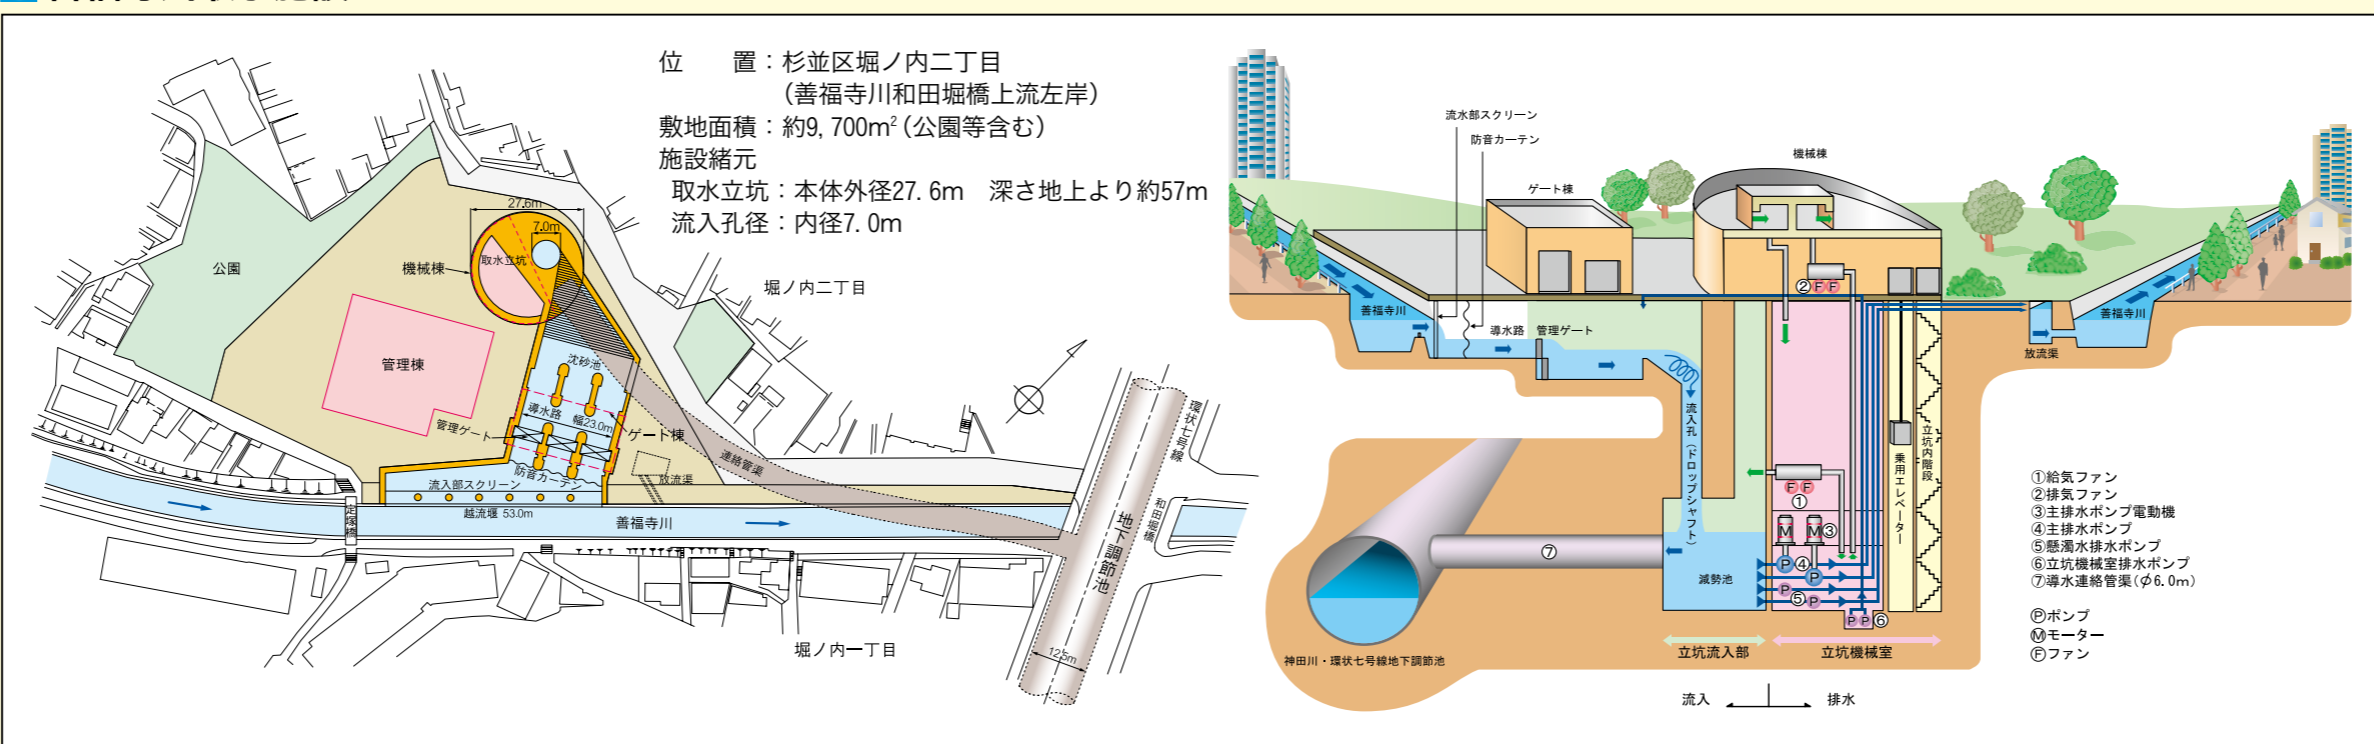 位　　置：杉並区堀ノ内二丁目
（善福寺川和田堀橋上流左岸）
敷地面積：約9,700m²（公園等含む）
施設緒元
取水立坑：本体外径27.6m　深さ地上より約57m
流入孔径：内径7.0m
27.6m
7.0m
取水立坑
機械棟
公園
堀ノ内二丁目
管理棟
沈砂池
導水路　幅23.0m
管理ゲート
ゲート棟
防音カーテン
流入部スクリーン
放流渠
連絡管渠
越流堰 53.0m
善福寺川
定塚橋
環状七号線
和田堀橋
地下調節池
12.5m
堀ノ内一丁目
流水部スクリーン
防音カーテン
ゲート棟
機械棟
善福寺川
導水路
管理ゲート
流入孔（ドロップシャフト）
②
F F
①
F F
M M ③
P ④ P
P ⑤ P
P P ⑥
⑦
減勢池
乗用エレベーター
立坑内階段
放流渠
善福寺川
神田川・環状七号線地下調節池
立坑流入部
立坑機械室
流入
排水
①給気ファン
②排気ファン
③主排水ポンプ電動機
④主排水ポンプ
⑤懸濁水排水ポンプ
⑥立坑機械室排水ポンプ
⑦導水連絡管渠（φ6.0m）
Ⓟポンプ
Ⓜモーター
Ⓕファン